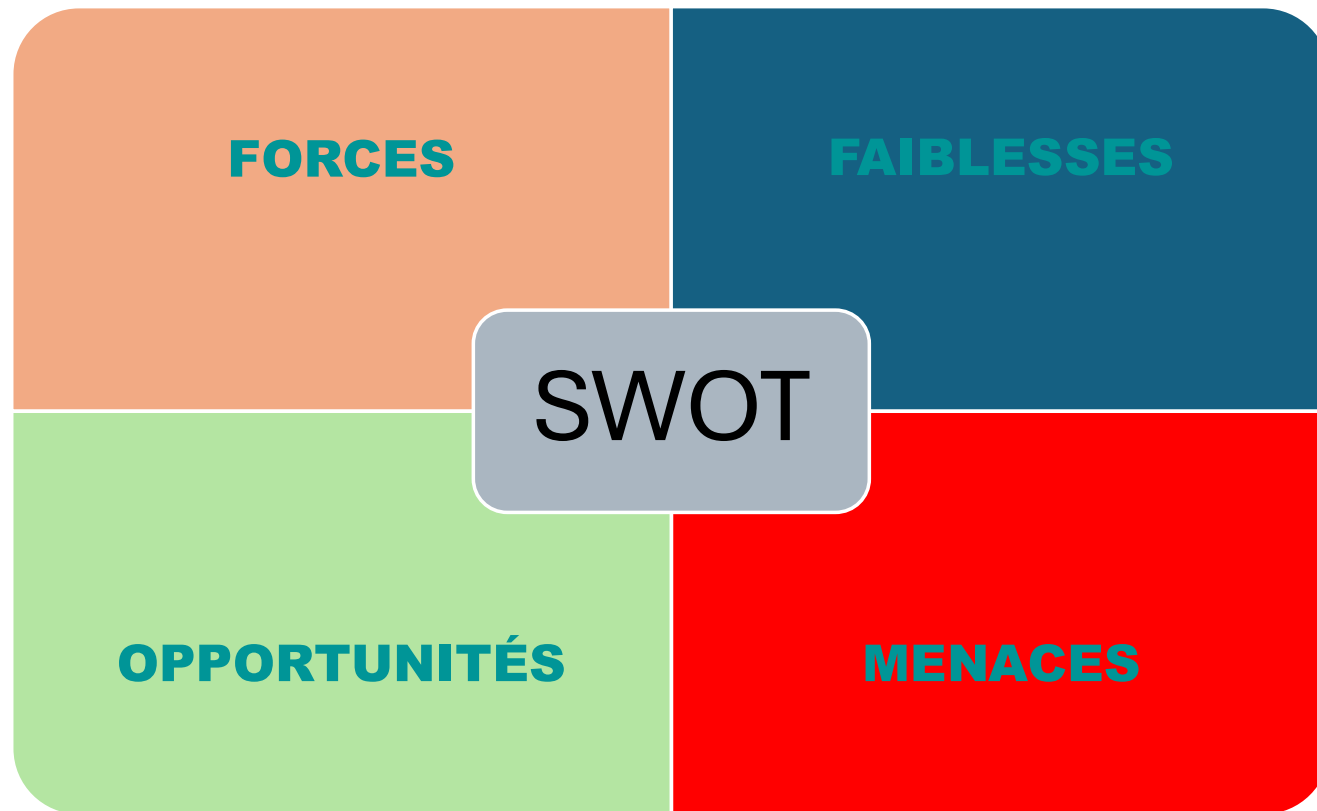 FORCES
FAIBLESSES
SWOT
OPPORTUNITÉS
MENACES